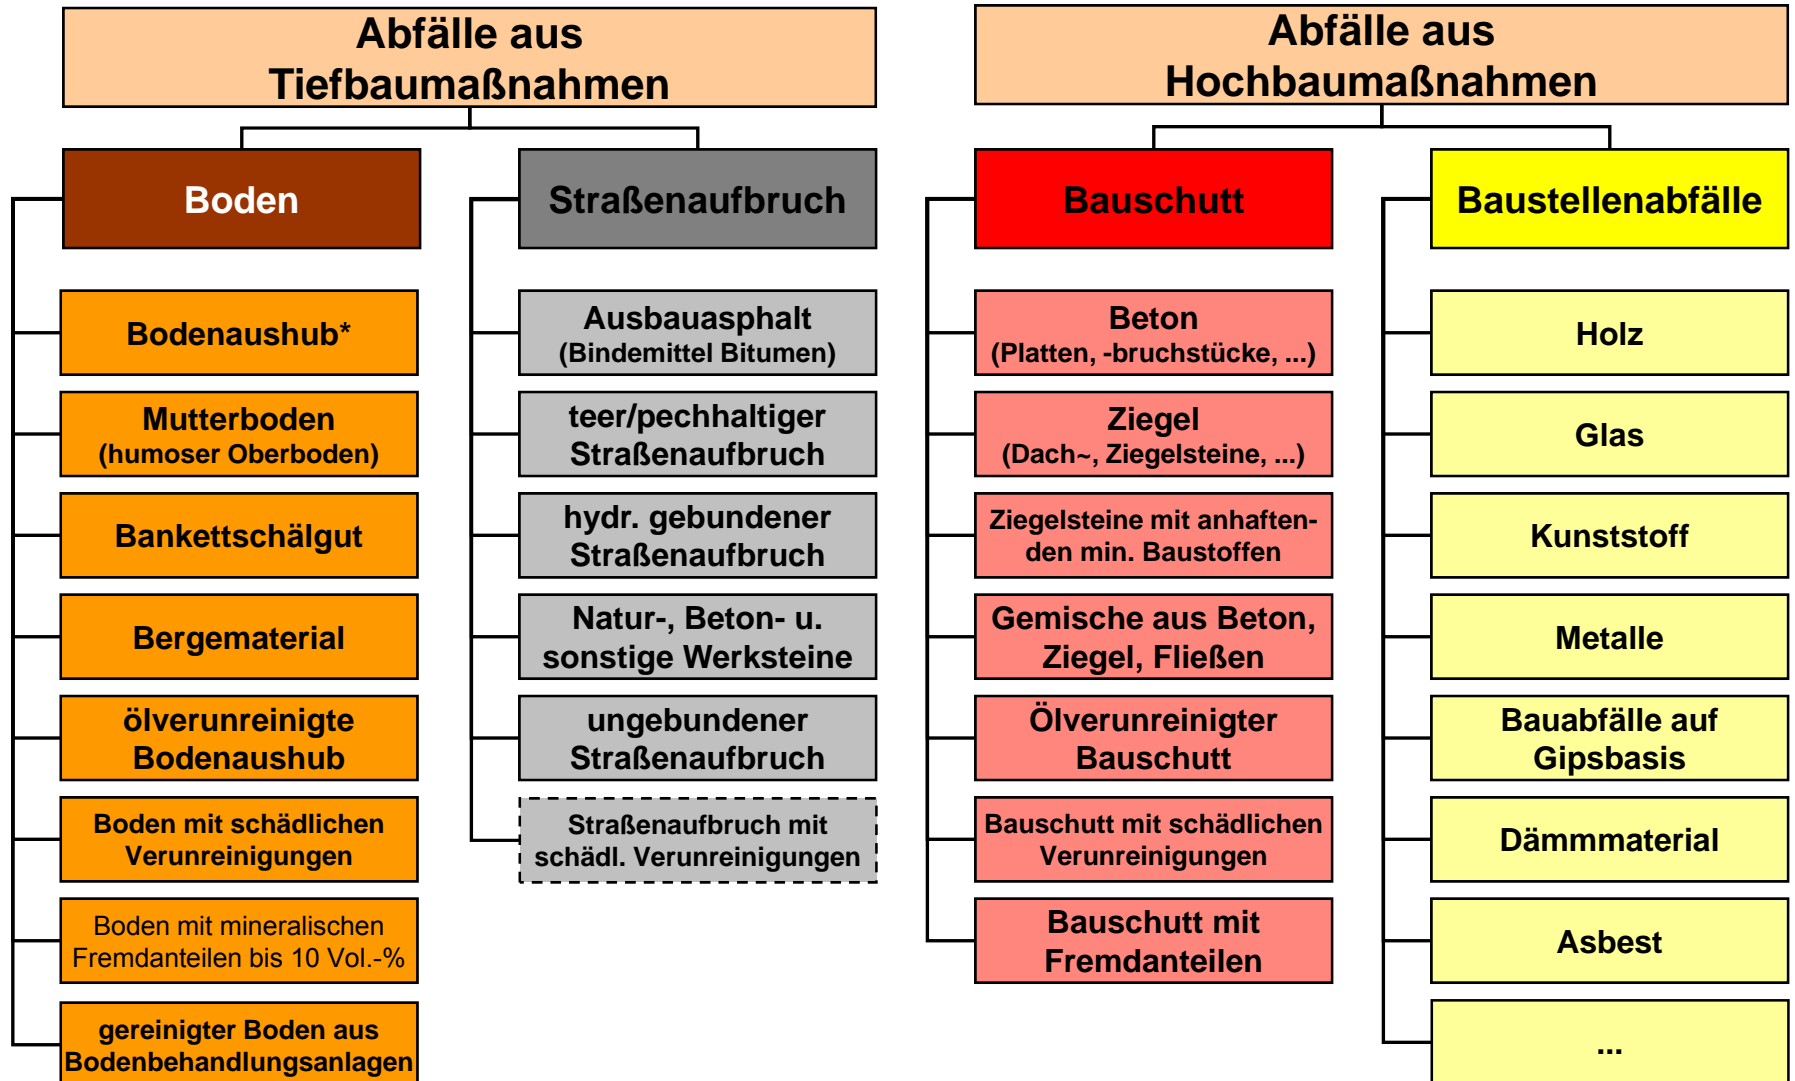 Abfälle aus
Tiefbaumaßnahmen
Boden
Bodenaushub*
Mutterboden
(humoser Oberboden)
Bankettschälgut
Bergematerial
ölverunreinigte
Bodenaushub
Boden mit schädlichen
Verunreinigungen
Boden mit mineralischen
Fremdanteilen bis 10 Vol.-%
gereinigter Boden aus
Bodenbehandlungsanlagen
Straßenaufbruch
Ausbauasphalt
(Bindemittel Bitumen)
teer/pechhaltiger
Straßenaufbruch
hydr. gebundener
Straßenaufbruch
Natur-, Beton- u.
sonstige Werksteine
ungebundener
Straßenaufbruch
Straßenaufbruch mit
schädl. Verunreinigungen
Abfälle aus
Hochbaumaßnahmen
Bauschutt
Beton
(Platten, -bruchstücke, ...)
Ziegel
(Dach~, Ziegelsteine, ...)
Ziegelsteine mit anhaften-
den min. Baustoffen
Gemische aus Beton,
Ziegel, Fließen
Ölverunreinigter
Bauschutt
Bauschutt mit schädlichen
Verunreinigungen
Bauschutt mit
Fremdanteilen
Baustellenabfälle
Holz
Glas
Kunststoff
Metalle
Bauabfälle auf
Gipsbasis
Dämmmaterial
Asbest
...